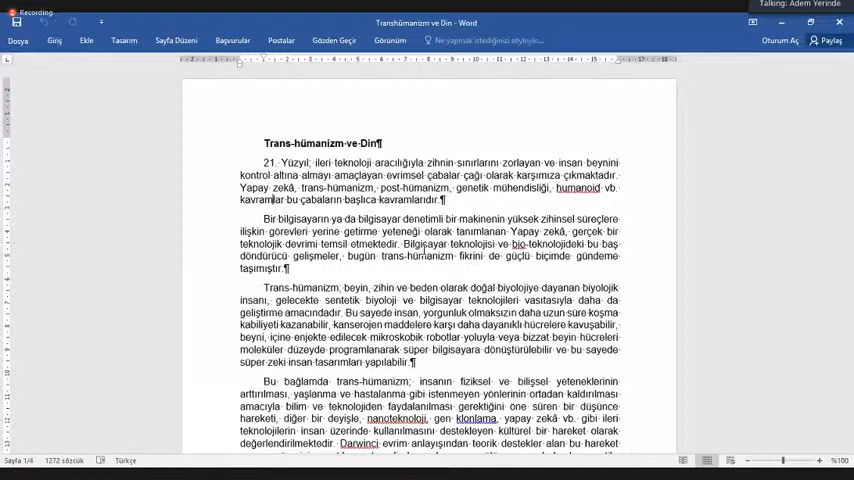 Recording
Talking: Adem Yerinde
Transhümanizm ve Din - Word
Dosya Giriş Ekle Tasarım Sayfa Düzeni Başvurular Postalar Gözden Geçir Görünüm Ne yapmak istediğinizi söyleyin... Oturum Aç Paylaş
Trans-hümanizm·ve·Din¶
21. Yüzyıl; ileri teknoloji aracılığıyla zihnin sınırlarını zorlayan ve insan beynini
kontrol altına almayı amaçlayan evrimsel çabalar çağı olarak karşımıza çıkmaktadır.
Yapay zekâ, trans-hümanizm, post-hümanizm, genetik mühendisliği, humanoid vb.
kavramlar bu çabaların başlıca kavramlarıdır.¶
Bir bilgisayarın ya da bilgisayar denetimli bir makinenin yüksek zihinsel süreçlere
ilişkin görevleri yerine getirme yeteneği olarak tanımlanan Yapay zekâ, gerçek bir
teknolojik devrimi temsil etmektedir. Bilgisayar teknolojisi ve bio-teknolojideki bu baş
döndürücü gelişmeler, bugün trans-hümanizm fikrini de güçlü biçimde gündeme
taşımıştır.¶
Trans-hümanizm; beyin, zihin ve beden olarak doğal biyolojiye dayanan biyolojik
insanı, gelecekte sentetik biyoloji ve bilgisayar teknolojileri vasıtasıyla daha da
geliştirme amacındadır. Bu sayede insan, yorgunluk olmaksızın daha uzun süre koşma
kabiliyeti kazanabilir, kanserojen maddelere karşı daha dayanıklı hücrelere kavuşabilir,
beyni, içine enjekte edilecek mikroskobik robotlar yoluyla veya bizzat beyin hücreleri
moleküler düzeyde programlanarak süper bilgisayara dönüştürülebilir ve bu sayede
süper zeki insan tasarımları yapılabilir.¶
Bu bağlamda trans-hümanizm; insanın fiziksel ve bilişsel yeteneklerinin
arttırılması, yaşlanma ve hastalanma gibi istenmeyen yönlerinin ortadan kaldırılması
amacıyla bilim ve teknolojiden faydalanılması gerektiğini öne süren bir düşünce
hareketi, diğer bir deyişle, nanoteknoloji, gen klonlama, yapay zekâ vb. gibi ileri
teknolojilerin insan üzerinde kullanılmasını destekleyen kültürel bir hareket olarak
değerlendirilmektedir. Darwinci evrim anlayışından teorik destekler alan bu hareket
Sayfa 1/4 1272 sözcük Türkçe %100